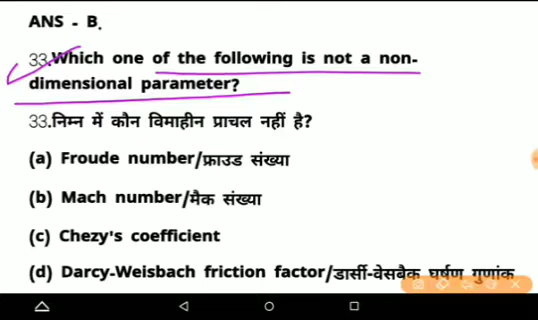 ANS - B.
33.Which one of the following is not a non-
dimensional parameter?
33.निम्न में कौन विमाहीन प्राचल नहीं है?
(a) Froude number/फ्राउड संख्या
(b) Mach number/मैक संख्या
(c) Chezy's coefficient
(d) Darcy-Weisbach friction factor/डार्सी-वेसबैक घर्षण गुणांक